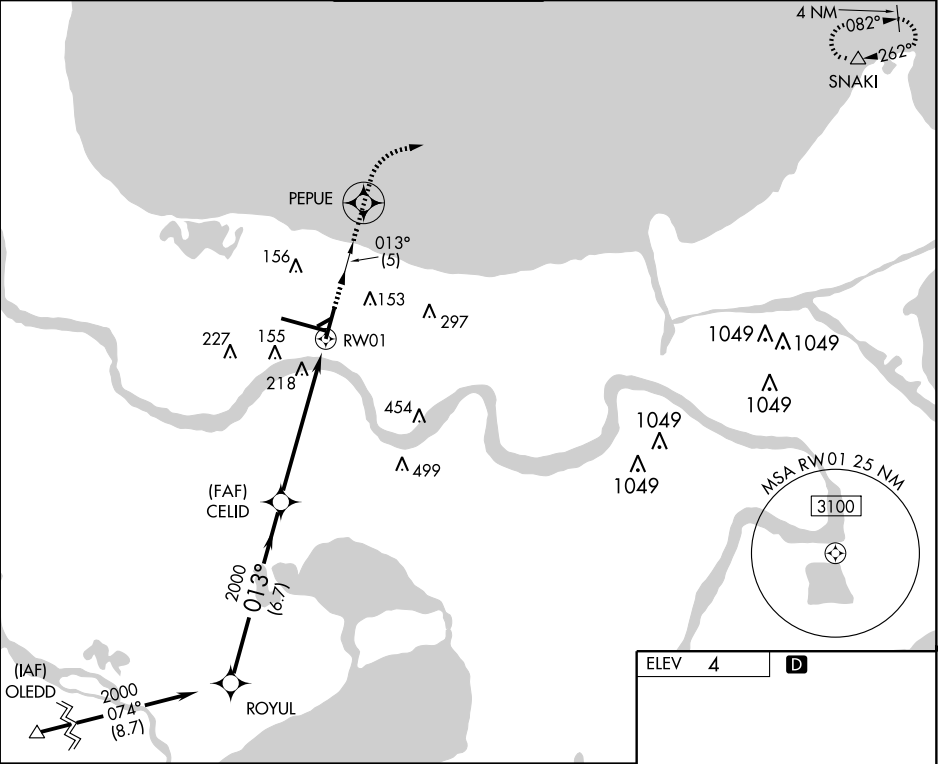 4 NM
082°
262°
SNAKI
PEPUE
013°
(5)
156
153
297
RW01
227
155
218
1049
1049
1049
454
1049
499
1049
MSA RW01 25 NM
3100
(FAF)
CELID
2000
013°
(6.7)
ELEV 4
D
(IAF)
OLEDD
2000
074°
(8.7)
ROYUL